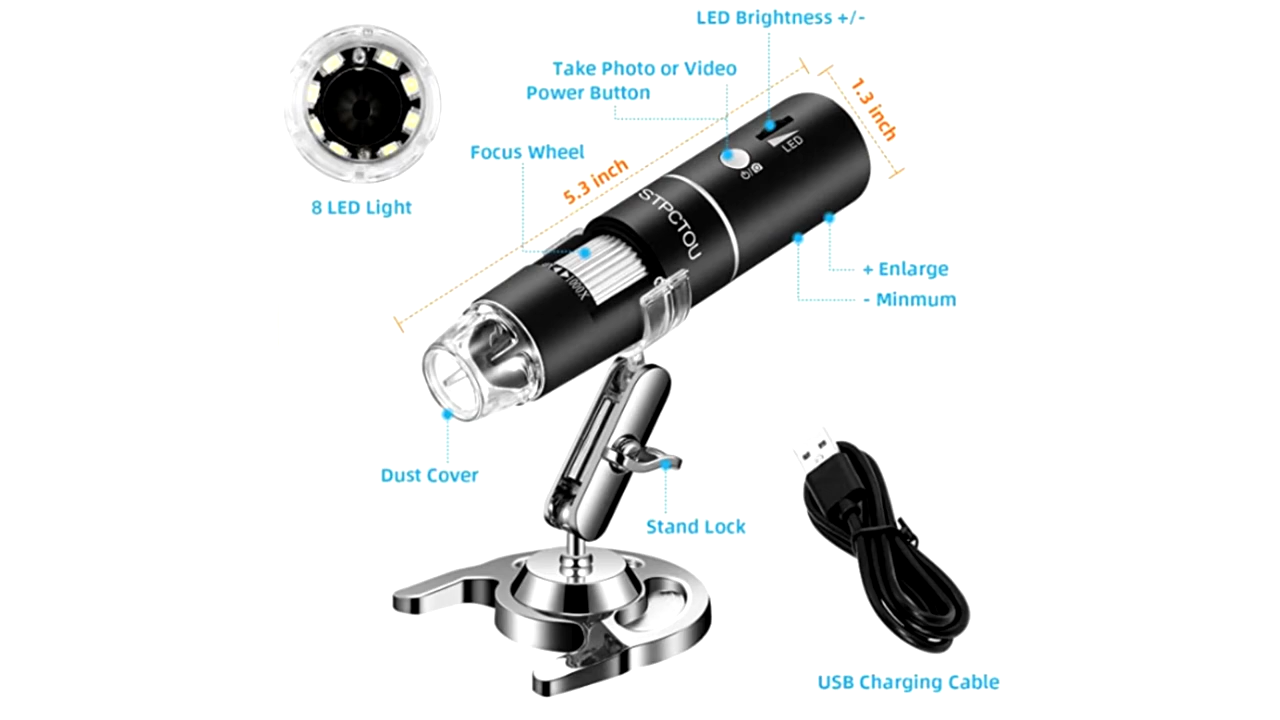 LED Brightness +/-
Take Photo or Video
Power Button
1.3 inch
Focus Wheel
5.3 inch
LED
8 LED Light
STPCTOU
+ Enlarge
- Minmum
1000X
Dust Cover
Stand Lock
USB Charging Cable